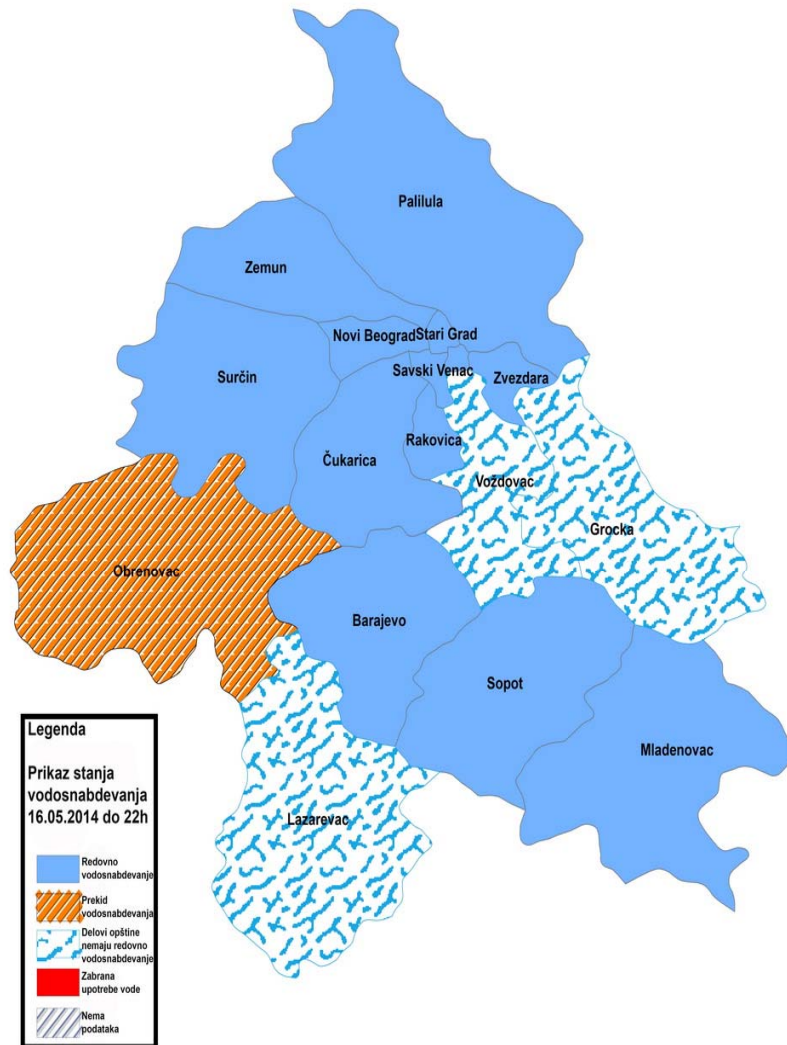 Palilula
Zemun
Novi Beograd
Stari Grad
Savski Venac
Zvezdara
Surčin
Rakovica
Čukarica
Voždovac
Grocka
Obrenovac
Barajevo
Sopot
Mladenovac
Lazarevac
Legenda
Prikaz stanja
vodosnabdevanja
16.05.2014 do 22h
Redovno
vodosnabdevanje
Prekid
vodosnabdevanja
Delovi opštine
nemaju redovno
vodosnabdevanje
Zabrana
upotrebe vode
Nema
podataka